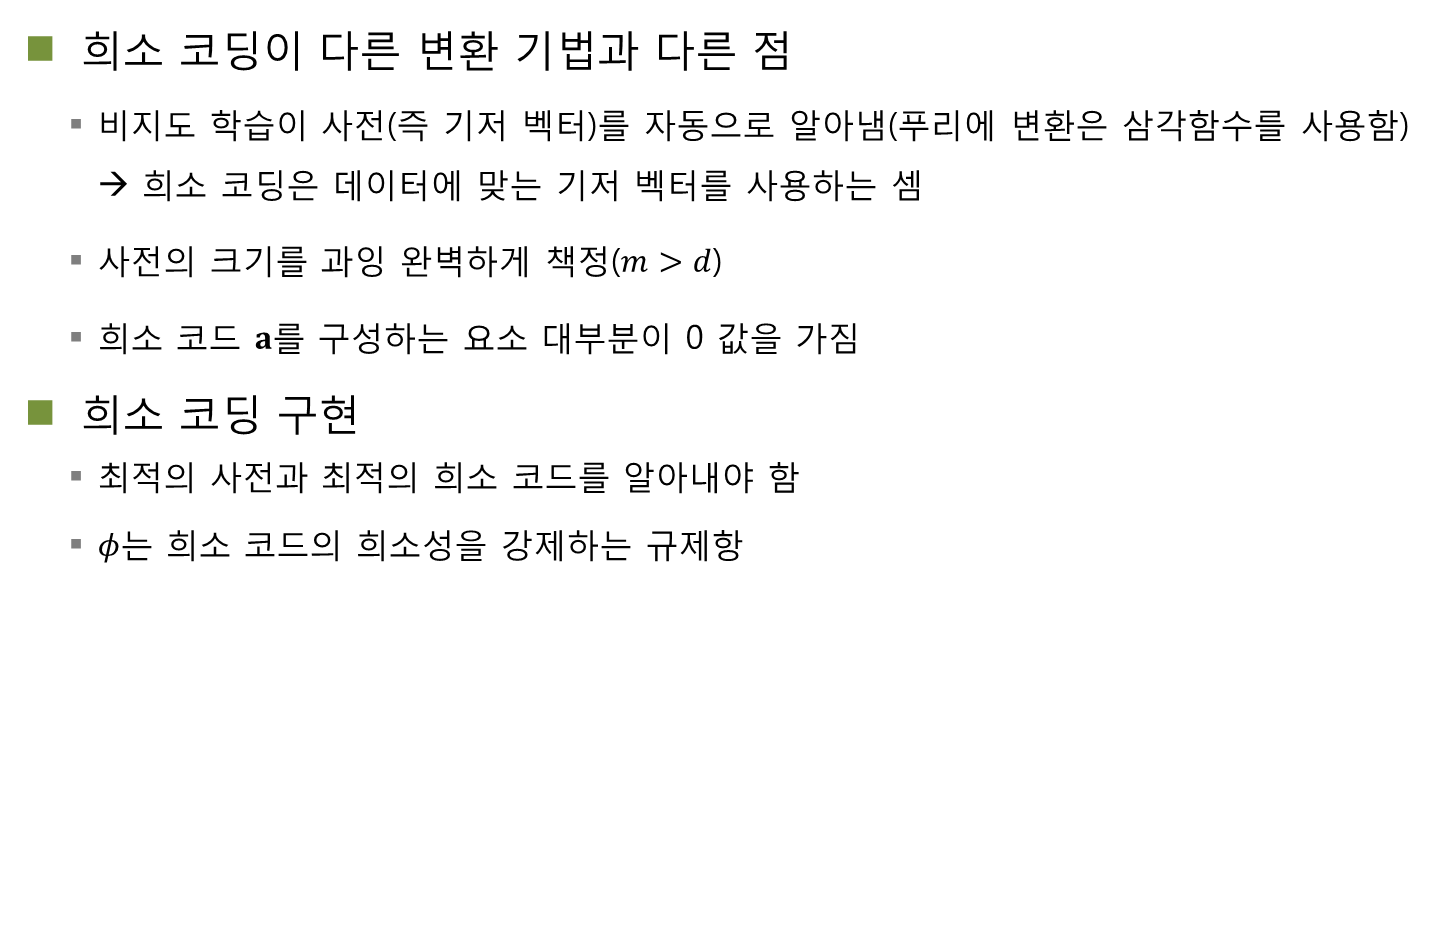 희소 코딩이 다른 변환 기법과 다른 점
비지도 학습이 사전(즉 기저 벡터)를 자동으로 알아냄(푸리에 변환은 삼각함수를 사용함)
→ 희소 코딩은 데이터에 맞는 기저 벡터를 사용하는 셈
사전의 크기를 과잉 완벽하게 책정(m > d)
희소 코드 a를 구성하는 요소 대부분이 0 값을 가짐
희소 코딩 구현
최적의 사전과 최적의 희소 코드를 알아내야 함
ϕ는 희소 코드의 희소성을 강제하는 규제항